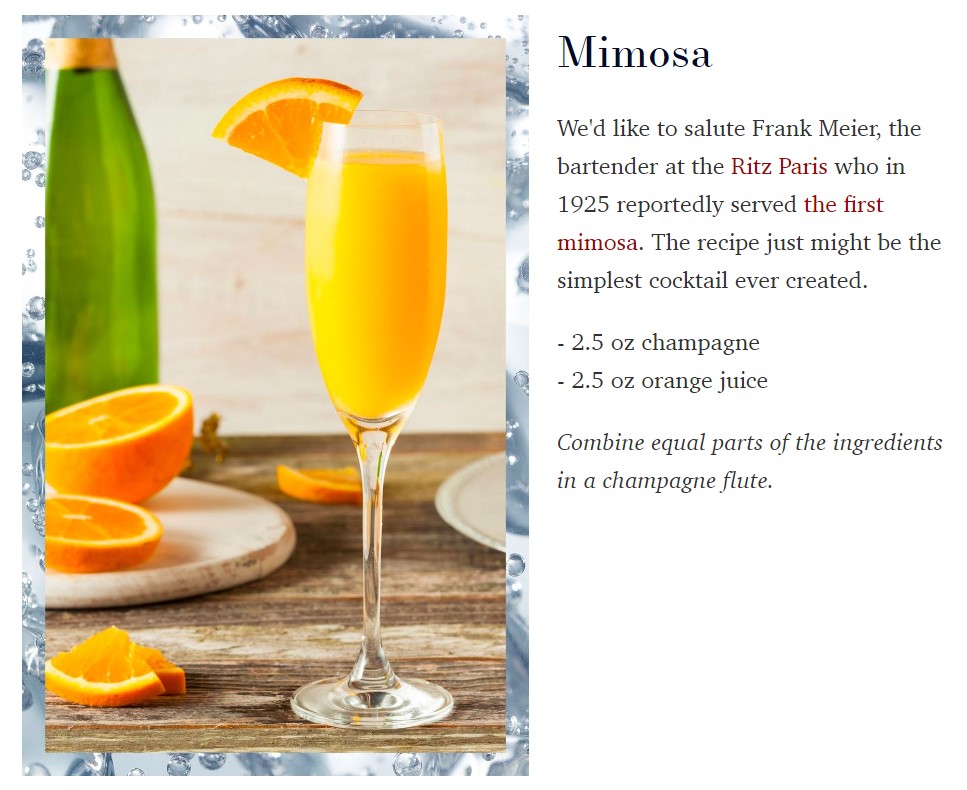 Mimosa
We'd like to salute Frank Meier, the
bartender at the Ritz Paris who in
1925 reportedly served the first
mimosa. The recipe just might be the
simplest cocktail ever created.
- 2.5 oz champagne
- 2.5 oz orange juice
Combine equal parts of the ingredients
in a champagne flute.